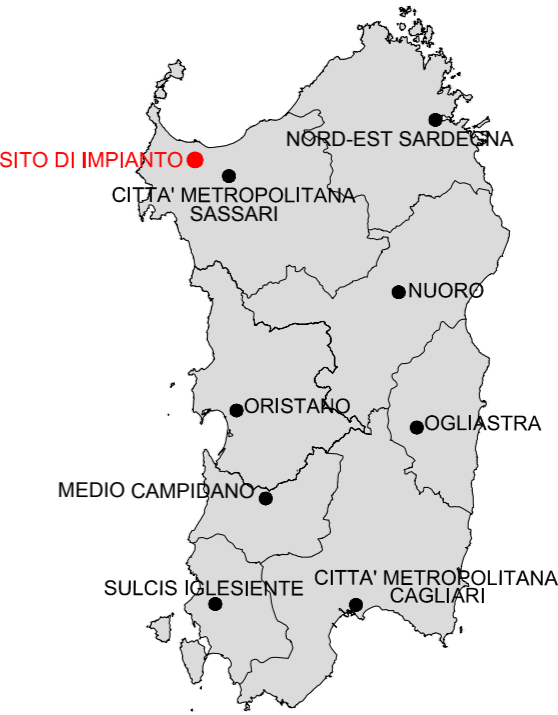 NORD-EST SARDEGNA
SITO DI IMPIANTO
CITTA' METROPOLITANA
SASSARI
NUORO
ORISTANO
OGLIASTRA
MEDIO CAMPIDANO
SULCIS IGLESIENTE
CITTA' METROPOLITANA
CAGLIARI